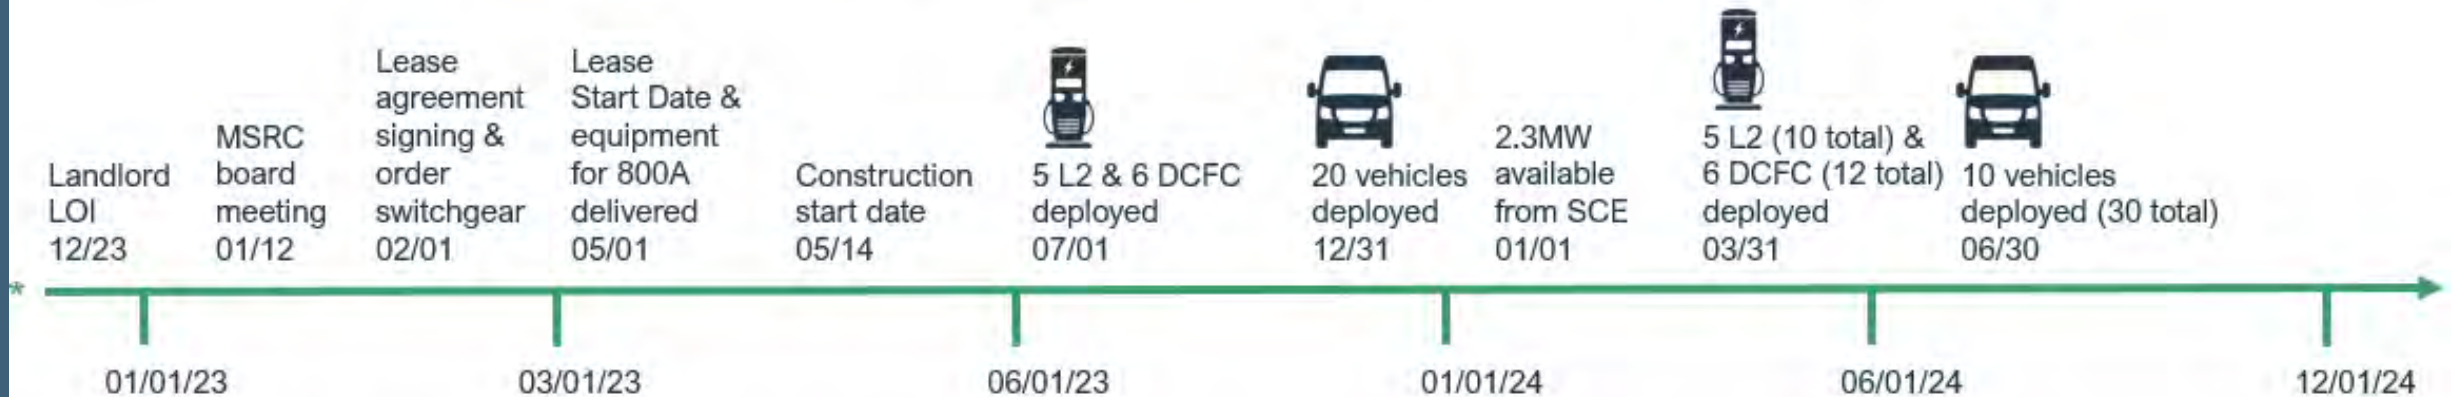 Landlord
LOI
12/23
MSRC
board
meeting
01/12
Lease
agreement
signing &
order
switchgear
02/01
Lease
Start Date &
equipment
for 800A
delivered
05/01
Construction
start date
05/14
5 L2 & 6 DCFC
deployed
07/01
20 vehicles
deployed
12/31
2.3MW
available
from SCE
01/01
5 L2 (10 total) &
6 DCFC (12 total)
deployed
03/31
10 vehicles
deployed (30 total)
06/30
*
01/01/23
03/01/23
06/01/23
01/01/24
06/01/24
12/01/24